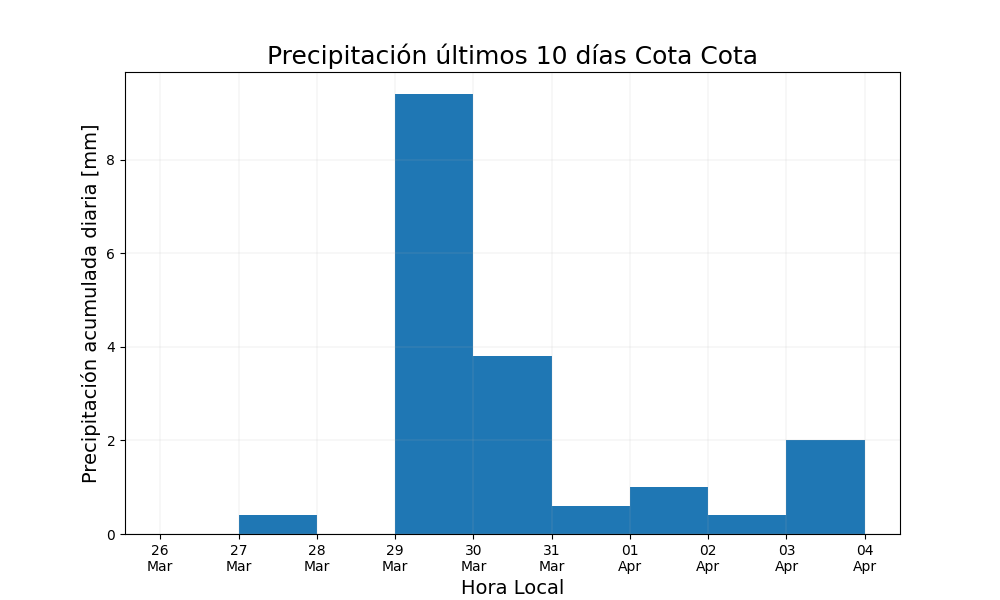 Precipitación últimos 10 días Cota Cota
Precipitación acumulada diaria [mm]
8
6
4
2
0
26 27 28 29 30 31 01 02 03 04
Mar Mar Mar Mar Mar Mar Apr Apr Apr Apr
Hora Local